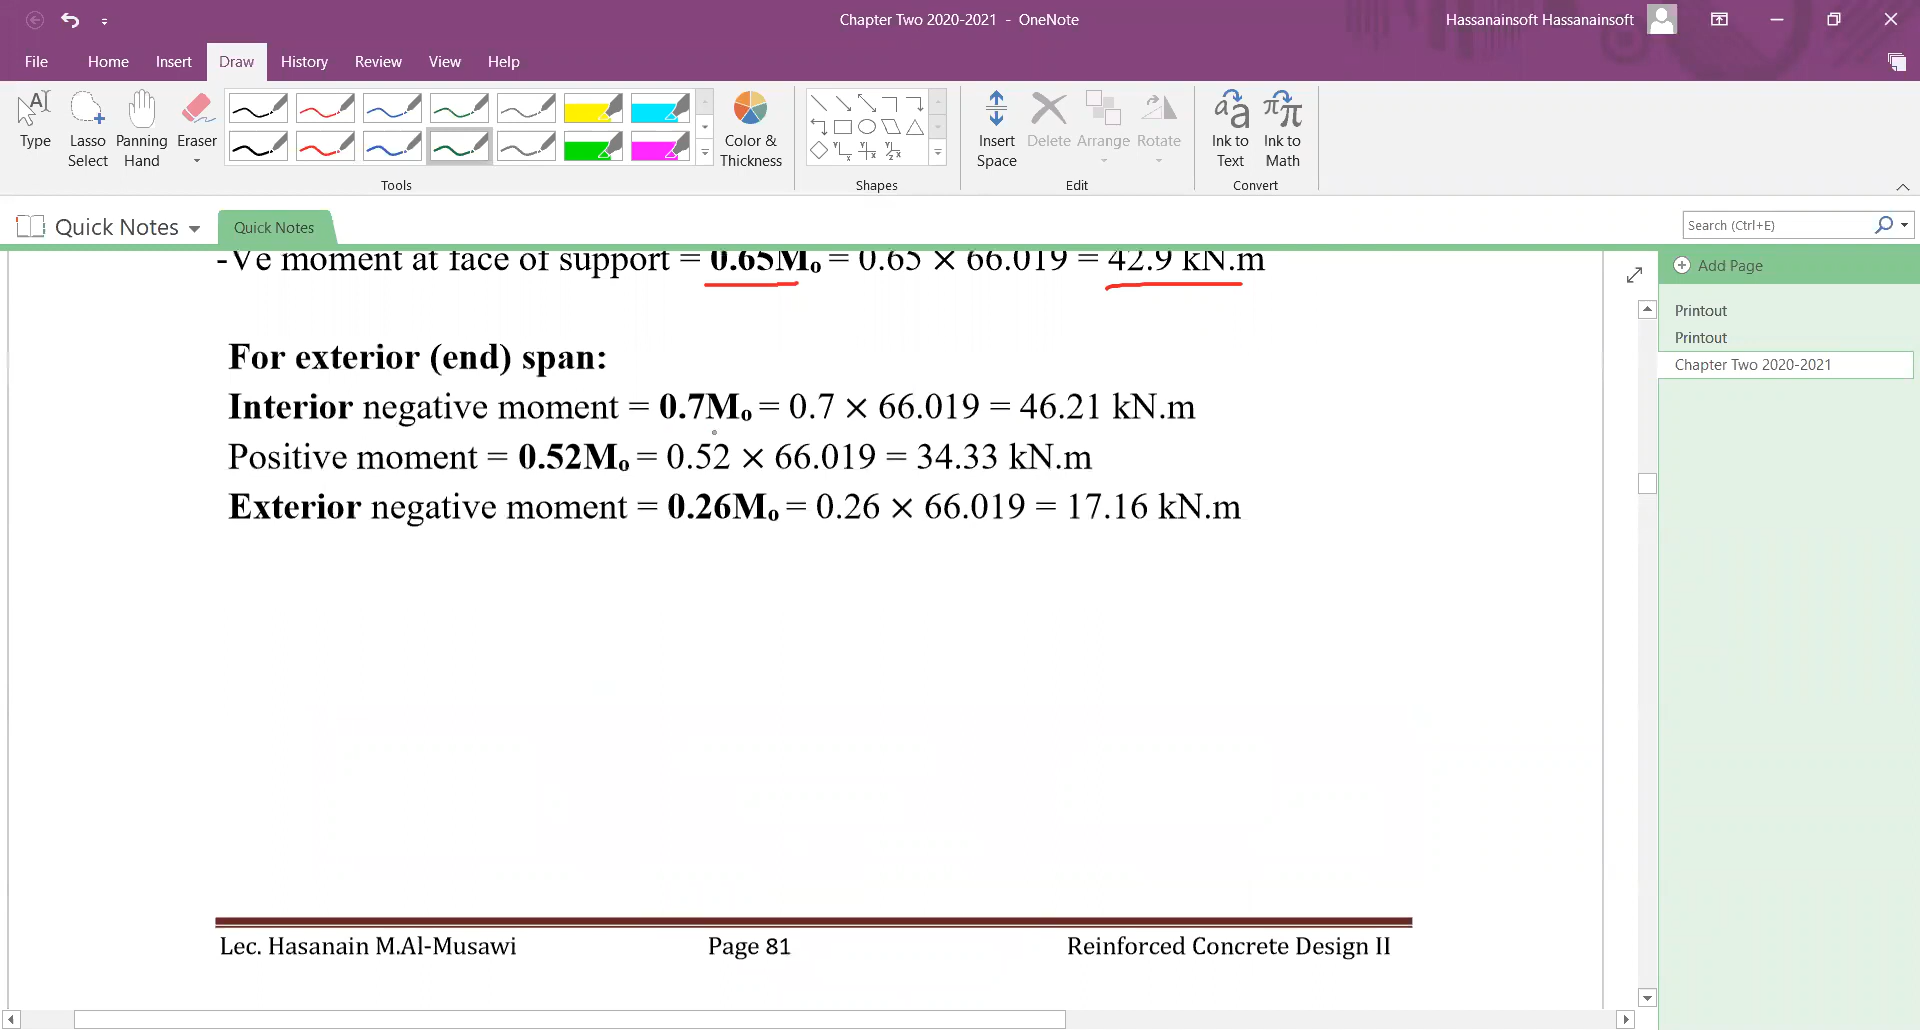 Chapter Two 2020-2021 - OneNote
Hassanainsoft Hassanainsoft
File Home Insert Draw History Review View Help
Type
Lasso Select
Panning Hand
Eraser
Color & Thickness
Insert Space
Delete
Arrange
Rotate
Ink to Text
Ink to Math
Tools
Shapes
Edit
Convert
Quick Notes
Quick Notes
Search (Ctrl+E)
-Ve moment at face of support = 0.65Mₒ = 0.65 × 66.019 = 42.9 kN.m
For exterior (end) span:
Interior negative moment = 0.7Mₒ = 0.7 × 66.019 = 46.21 kN.m
Positive moment = 0.52Mₒ = 0.52 × 66.019 = 34.33 kN.m
Exterior negative moment = 0.26Mₒ = 0.26 × 66.019 = 17.16 kN.m
Lec. Hasanain M.Al-Musawi Page 81 Reinforced Concrete Design II
Add Page
Printout
Printout
Chapter Two 2020-2021